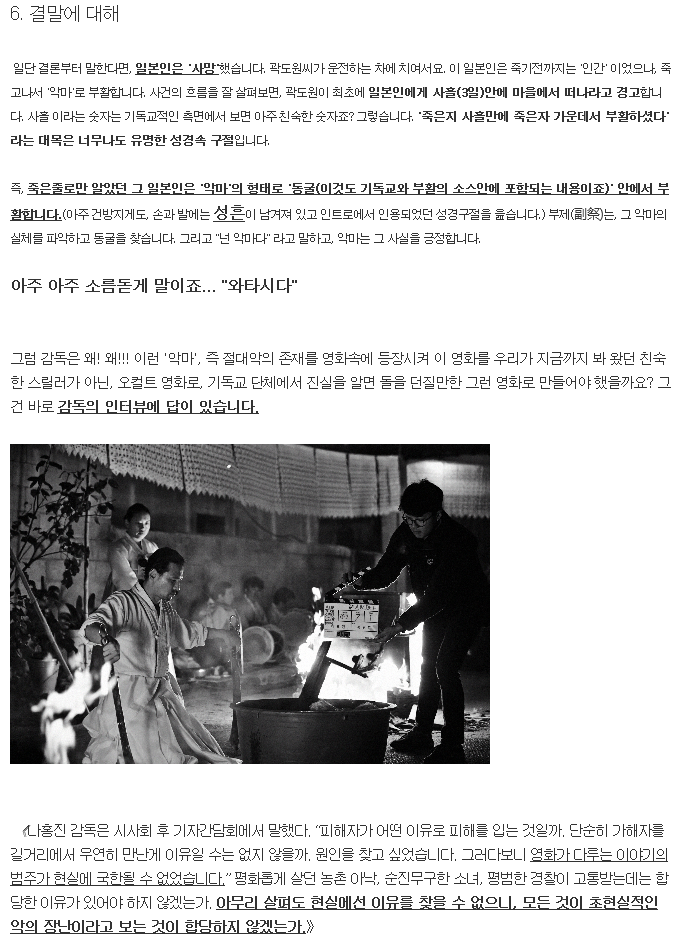 6. 결말에 대해
일단 결론부터 말한다면, 일본인은 '사망'했습니다. 곽도원씨가 운전하는 차에 치여서요. 이 일본인은 죽기전까지는 '인간' 이었으나, 죽
고나서 '악마'로 부활합니다. 사건의 흐름을 잘 살펴보면, 곽도원이 최초에 일본인에게 사흘(3일)안에 마을에서 떠나라고 경고합니
다. 사흘 이라는 숫자는 기독교적인 측면에서 보면 아주 친숙한 숫자죠? 그렇습니다. '죽은지 사흘만에 죽은자 가운데서 부활하셨다'
라는 대목은 너무나도 유명한 성경속 구절입니다.
즉, 죽은줄로만 알았던 그 일본인은 '악마'의 형태로 '동굴(이것도 기독교와 부활의 소스안에 포함되는 내용이죠)' 안에서 부
활합니다.(아주 건방지게도, 손과 발에는 성흔이 남겨져 있고 인트로에서 인용되었던 성경구절을 읊습니다.) 부제(副祭)는, 그 악마의
실체를 파악하고 동굴을 찾습니다. 그리고 "넌 악마다" 라고 말하고, 악마는 그 사실을 긍정합니다.
아주 아주 소름돋게 말이죠... "와타시다"
그럼 감독은 왜! 왜!!! 이런 '악마', 즉 절대악의 존재를 영화속에 등장시켜 이 영화를 우리가 지금까지 봐 왔던 친숙
한 스릴러가 아닌, 오컬트 영화로, 기독교 단체에서 진실을 알면 돌을 던질만한 그런 영화로 만들어야 했을까요? 그
건 바로 감독의 인터뷰에 답이 있습니다.
《나홍진 감독은 시사회 후 기자간담회에서 말했다. “피해자가 어떤 이유로 피해를 입는 것일까. 단순히 가해자를
길거리에서 우연히 만난게 이유일 수는 없지 않을까. 원인을 찾고 싶었습니다. 그러다보니 영화가 다루는 이야기의
범주가 현실에 국한될 수 없었습니다.” 평화롭게 살던 농촌 아낙, 순진무구한 소녀, 평범한 경찰이 고통받는데는 합
당한 이유가 있어야 하지 않겠는가. 아무리 살펴도 현실에선 이유를 찾을 수 없으니, 모든 것이 초현실적인
악의 장난이라고 보는 것이 합당하지 않겠는가.》